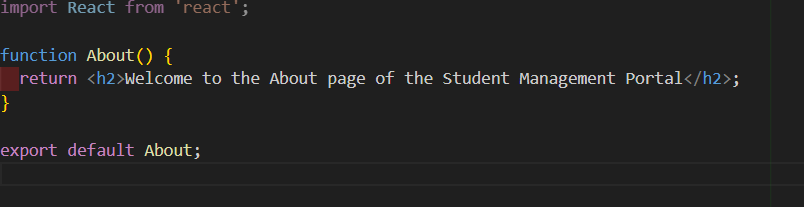 import React from 'react';
function About() {
return <h2>Welcome to the About page of the Student Management Portal</h2>;
}
export default About;